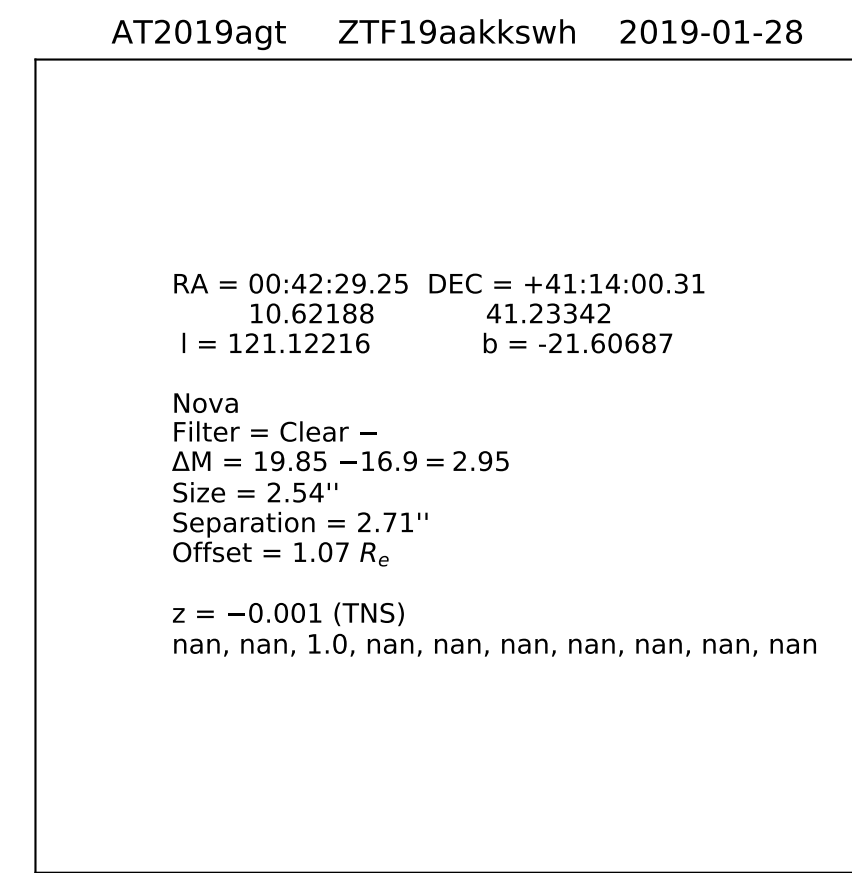 AT2019agt ZTF19aakkswh 2019-01-28
RA = 00:42:29.25 DEC = +41:14:00.31
10.62188 41.23342
l = 121.12216 b = -21.60687
Nova
Filter = Clear −
ΔM = 19.85 −16.9 = 2.95
Size = 2.54''
Separation = 2.71''
Offset = 1.07 Rₑ
z = −0.001 (TNS)
nan, nan, 1.0, nan, nan, nan, nan, nan, nan, nan